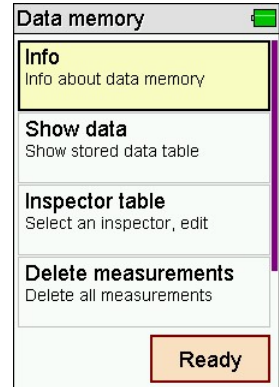 Data memory
Info
Info about data memory
Show data
Show stored data table
Inspector table
Select an inspector, edit
Delete measurements
Delete all measurements
Ready